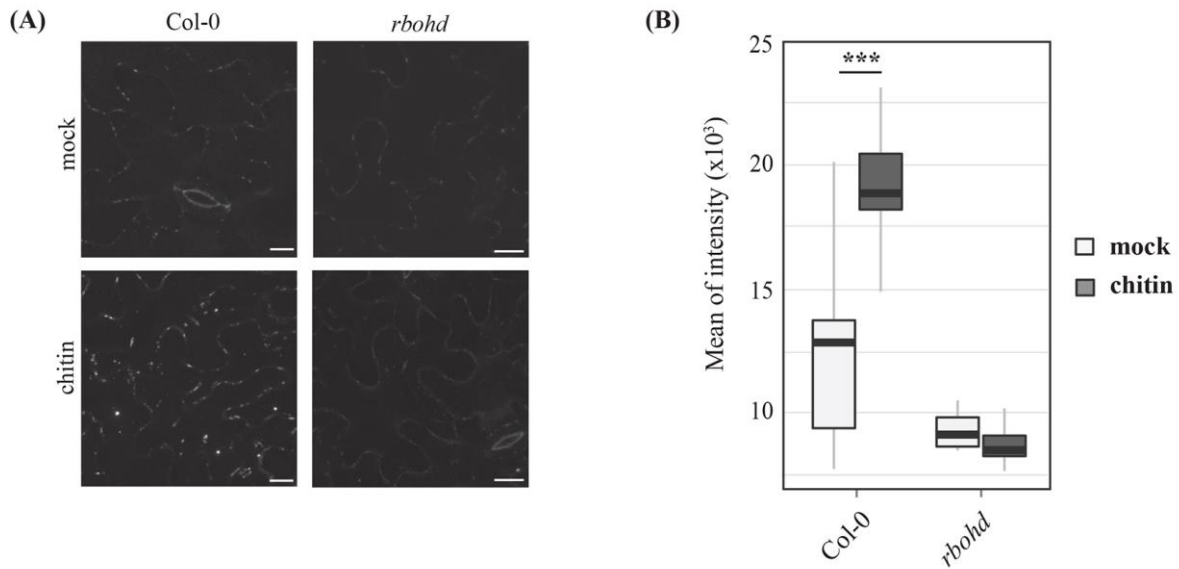 (A)
Col-0
rbohd
mock
chitin
(B)
Mean of intensity (x10³)
25
20
15
10
***
Col-0
rbohd
mock
chitin